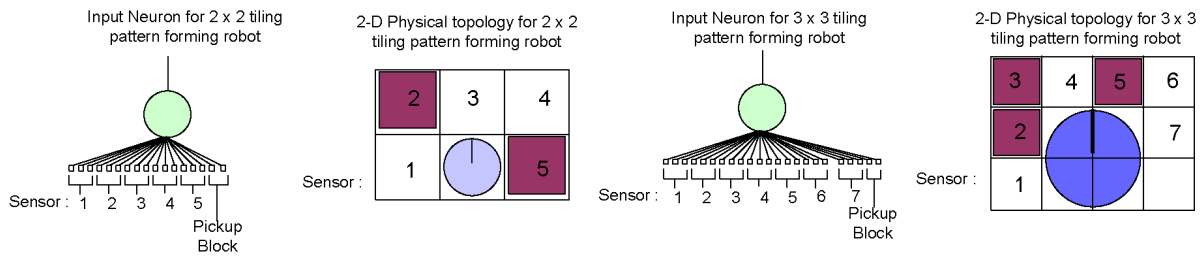 Input Neuron for 2 x 2 tiling
pattern forming robot
Sensor : 1 2 3 4 5
Pickup
Block
2-D Physical topology for 2 x 2
tiling pattern forming robot
2 3 4
1 5
Sensor :
Input Neuron for 3 x 3 tiling
pattern forming robot
Sensor : 1 2 3 4 5 6 7
Pickup
Block
2-D Physical topology for 3 x 3
tiling pattern forming robot
3 4 5 6
2 7
1
Sensor :